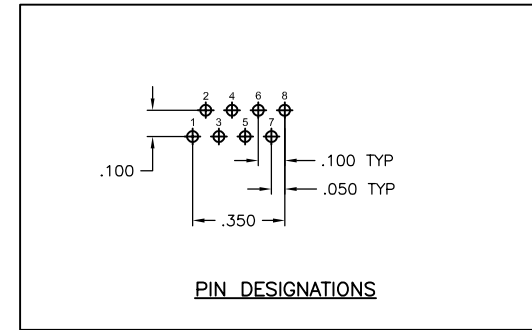 2 4 6 8
1 3 5 7
.100
.100 TYP
.050 TYP
.350
PIN DESIGNATIONS